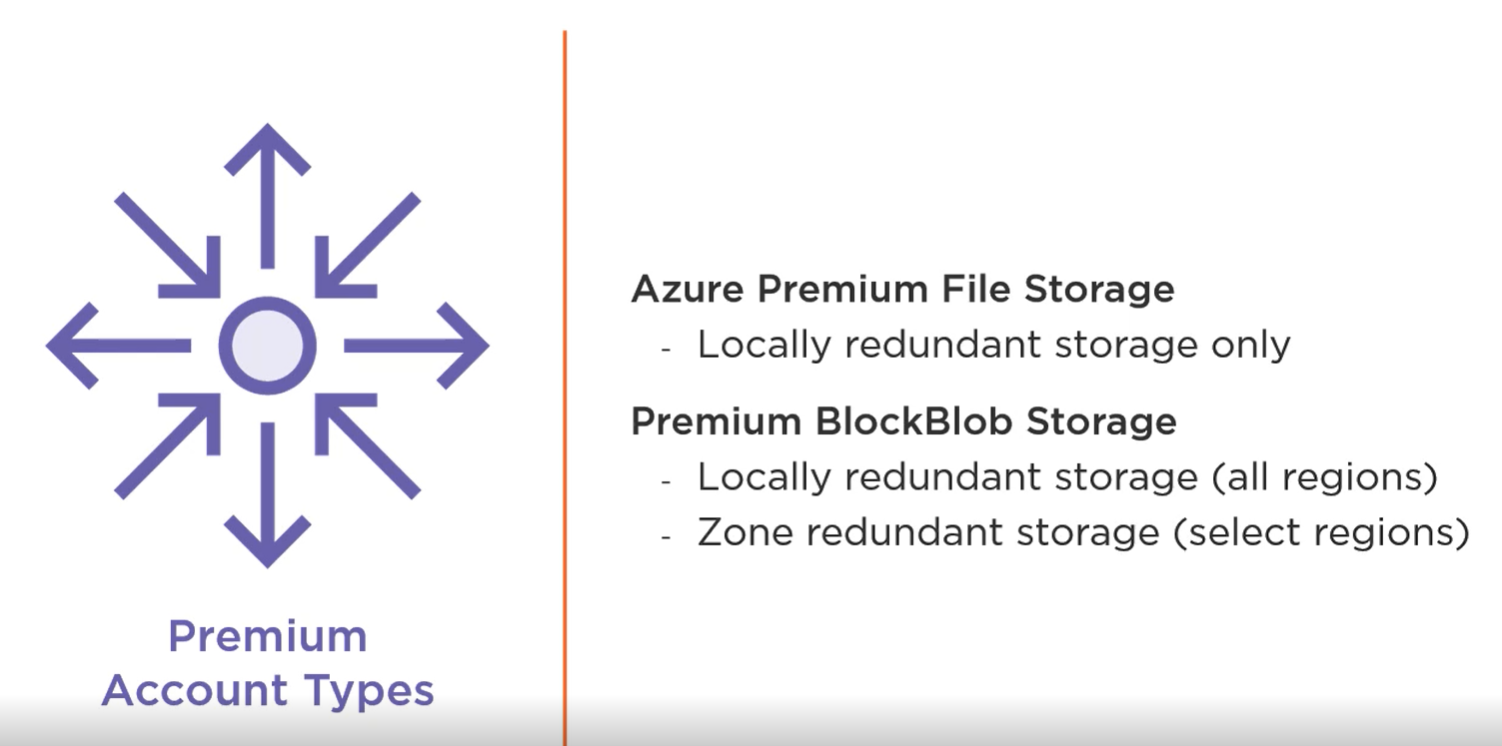 Azure Premium File Storage
- Locally redundant storage only
Premium BlockBlob Storage
- Locally redundant storage (all regions)
- Zone redundant storage (select regions)
Premium
Account Types